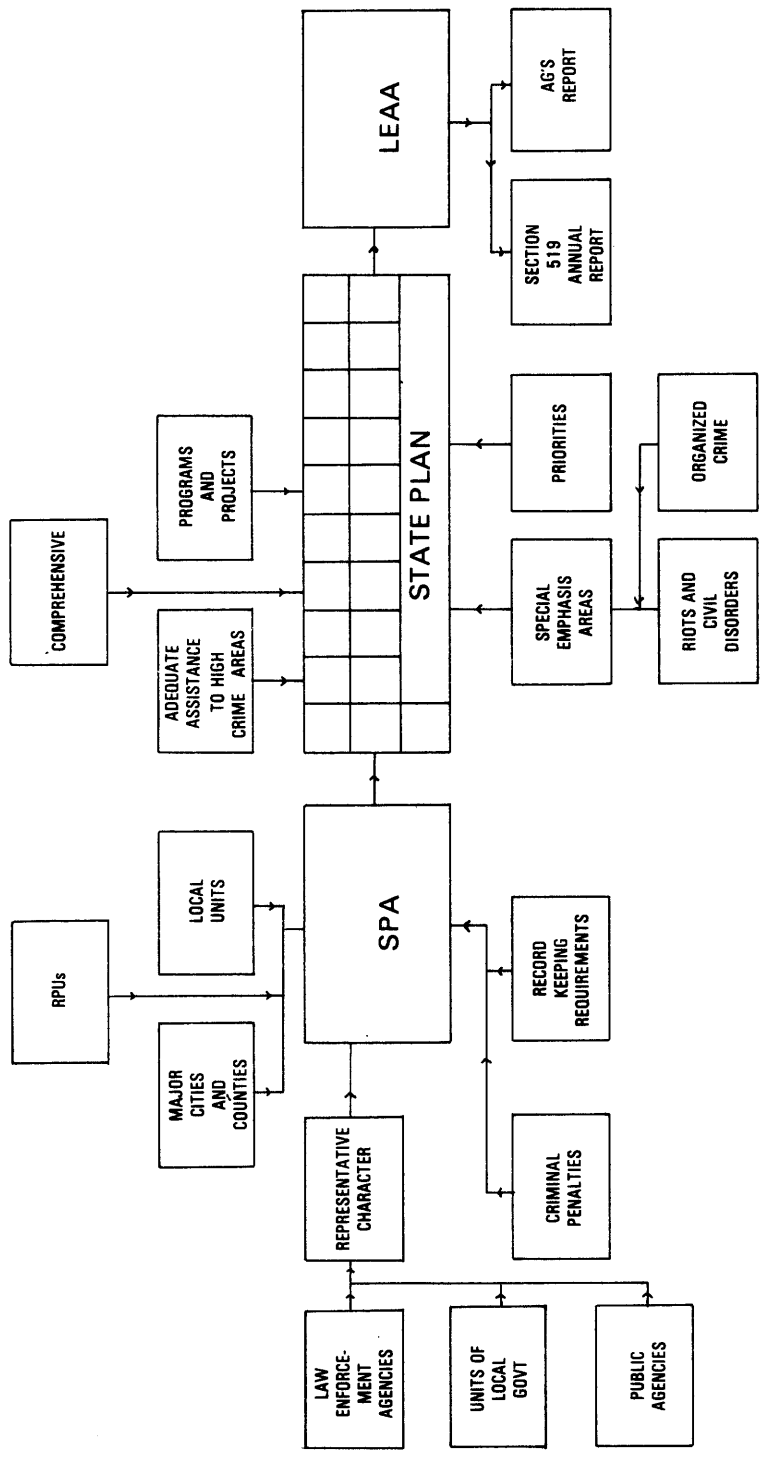 RPUs
COMPREHENSIVE
MAJOR
CITIES
AND
COUNTIES
LOCAL
UNITS
ADEQUATE
ASSISTANCE
TO HIGH
CRIME AREAS
PROGRAMS
AND
PROJECTS
LAW
ENFORCE-
MENT
AGENCIES
REPRESENTATIVE
CHARACTER
SPA
STATE PLAN
LEAA
UNITS OF
LOCAL
GOVT
CRIMINAL
PENALTIES
RECORD
KEEPING
REQUIREMENTS
SPECIAL
EMPHASIS
AREAS
PRIORITIES
SECTION
519
ANNUAL
REPORT
AG'S
REPORT
PUBLIC
AGENCIES
RIOTS AND
CIVIL
DISORDERS
ORGANIZED
CRIME